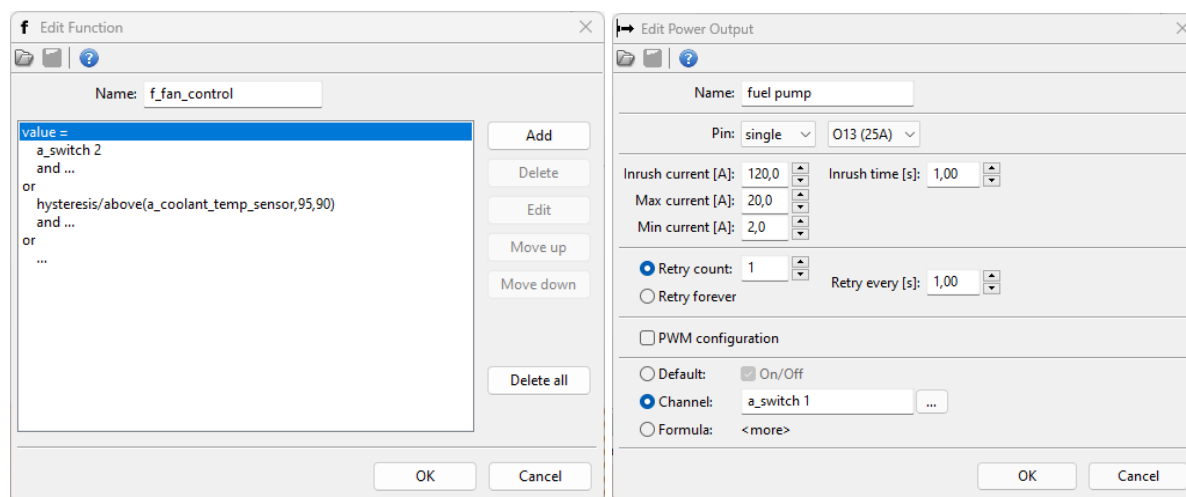 f Edit Function
Name: f_fan_control
value =
a_switch 2
and ...
or
hysteresis/above(a_coolant_temp_sensor,95,90)
and ...
or
...
Add
Delete
Edit
Move up
Move down
Delete all
OK Cancel
Edit Power Output
Name: fuel pump
Pin: single O13 (25A)
Inrush current [A]: 120,0 Inrush time [s]: 1,00
Max current [A]: 20,0
Min current [A]: 2,0
Retry count: 1 Retry every [s]: 1,00
Retry forever
PWM configuration
Default: On/Off
Channel: a_switch 1 ...
Formula: <more>
OK Cancel